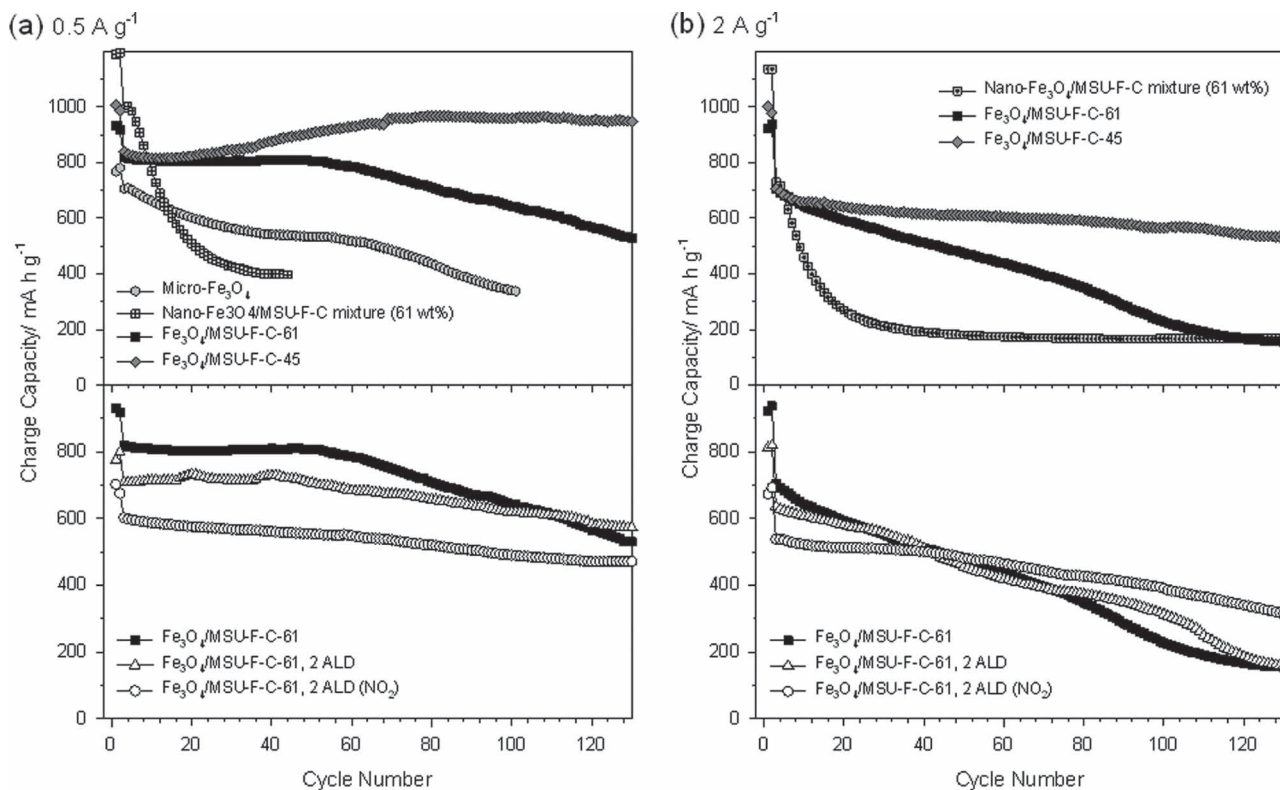 (a) 0.5 A g⁻¹
1000
800
600
400
200
0
Charge Capacity/ mA h g⁻¹
Micro-Fe₃O₄
Nano-Fe3O4/MSU-F-C mixture (61 wt%)
Fe₃O₄/MSU-F-C-61
Fe₃O₄/MSU-F-C-45
800
600
400
200
0
Fe₃O₄/MSU-F-C-61
Fe₃O₄/MSU-F-C-61, 2 ALD
Fe₃O₄/MSU-F-C-61, 2 ALD (NO₂)
0 20 40 60 80 100 120
Cycle Number
(b) 2 A g⁻¹
1000
800
600
400
200
0
Charge Capacity/ mA h g⁻¹
Nano-Fe₃O₄/MSU-F-C mixture (61 wt%)
Fe₃O₄/MSU-F-C-61
Fe₃O₄/MSU-F-C-45
800
600
400
200
0
Fe₃O₄/MSU-F-C-61
Fe₃O₄/MSU-F-C-61, 2 ALD
Fe₃O₄/MSU-F-C-61, 2 ALD (NO₂)
0 20 40 60 80 100 120
Cycle Number